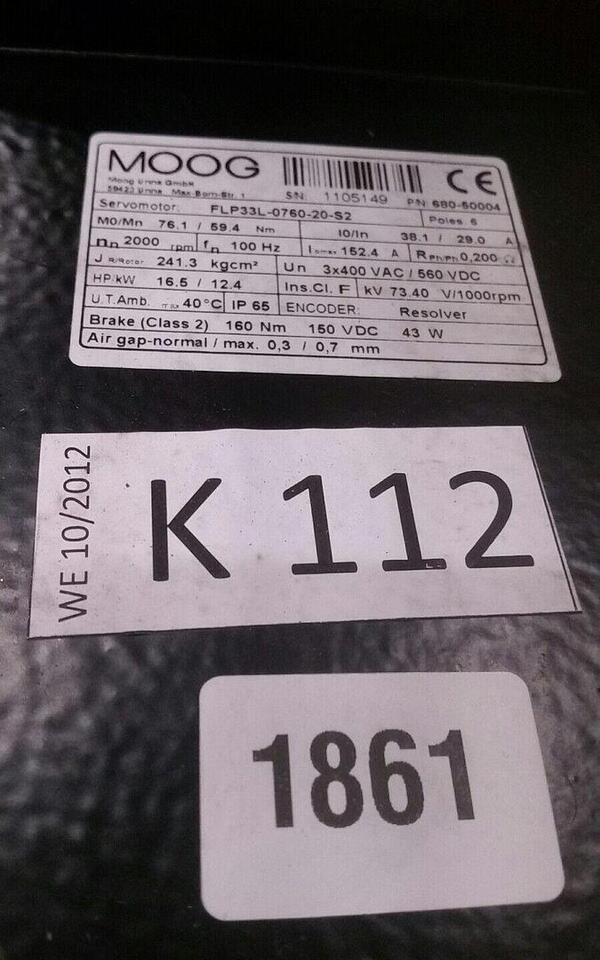 MOOG
CE
Moog Unna GmbH
59423 Unna, Max-Born-Str. 1
SN: 1105149 PN 680-50004
Servomotor: FLP33L-0760-20-S2 Poles 6
M0/Mn 76.1 / 59.4 Nm I0/In 38.1 / 29.0 A
nn 2000 rpm fn 100 Hz Imax 152.4 A RPh/Ph 0,200 Ω
J R/Rotor 241.3 kgcm² Un 3x400 VAC / 560 VDC
HP/kW 16.5 / 12.4 Ins.Cl. F kV 73.40 V/1000rpm
U.T.Amb. max 40°C IP 65 ENCODER: Resolver
Brake (Class 2) 160 Nm 150 VDC 43 W
Air gap-normal / max. 0,3 / 0,7 mm
WE 10/2012
K 112
1861